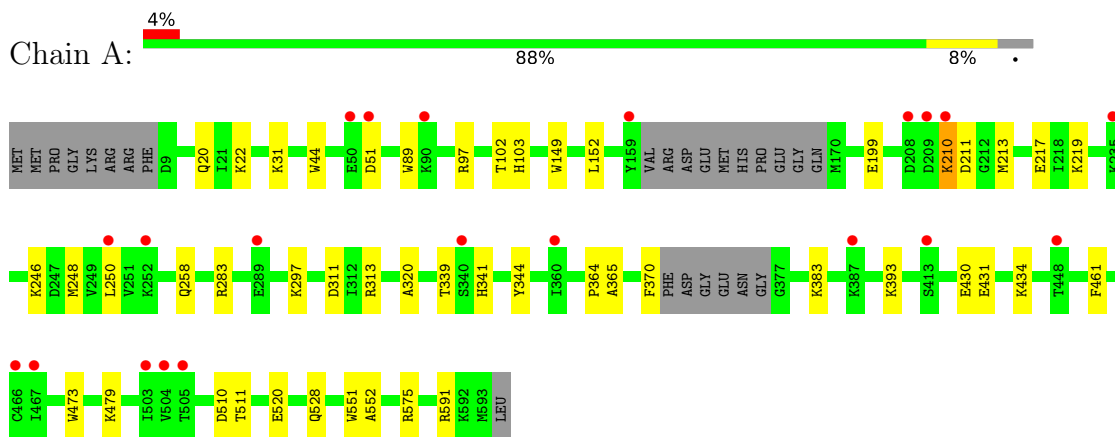 4%
Chain A:
88% 8% •
MET MET PRO GLY LYS ARG ARG PHE D9 Q20 I21 K22 K31 W44 E50 D51 W89 K90 R97 T102 H103 W149 L152 Y159 VAL ARG ASP GLU MET HIS PRO GLU GLY GLN M170 E199 D208 D209 K210 D211 G212 M213 E217 I218 K219 K235
K246 D247 M248 V249 L250 V251 K252 Q258 R283 E289 K297 D311 I312 R313 A320 T339 S340 H341 Y344 I360 P364 A365 F370 PHE ASP GLY GLU ASN GLY G377 K383 K387 K393 S413 E430 E431 K434 T448 F461
C466 I467 W473 K479 I503 V504 T505 D510 T511 E520 Q528 W551 A552 R575 R591 K592 M593 LEU